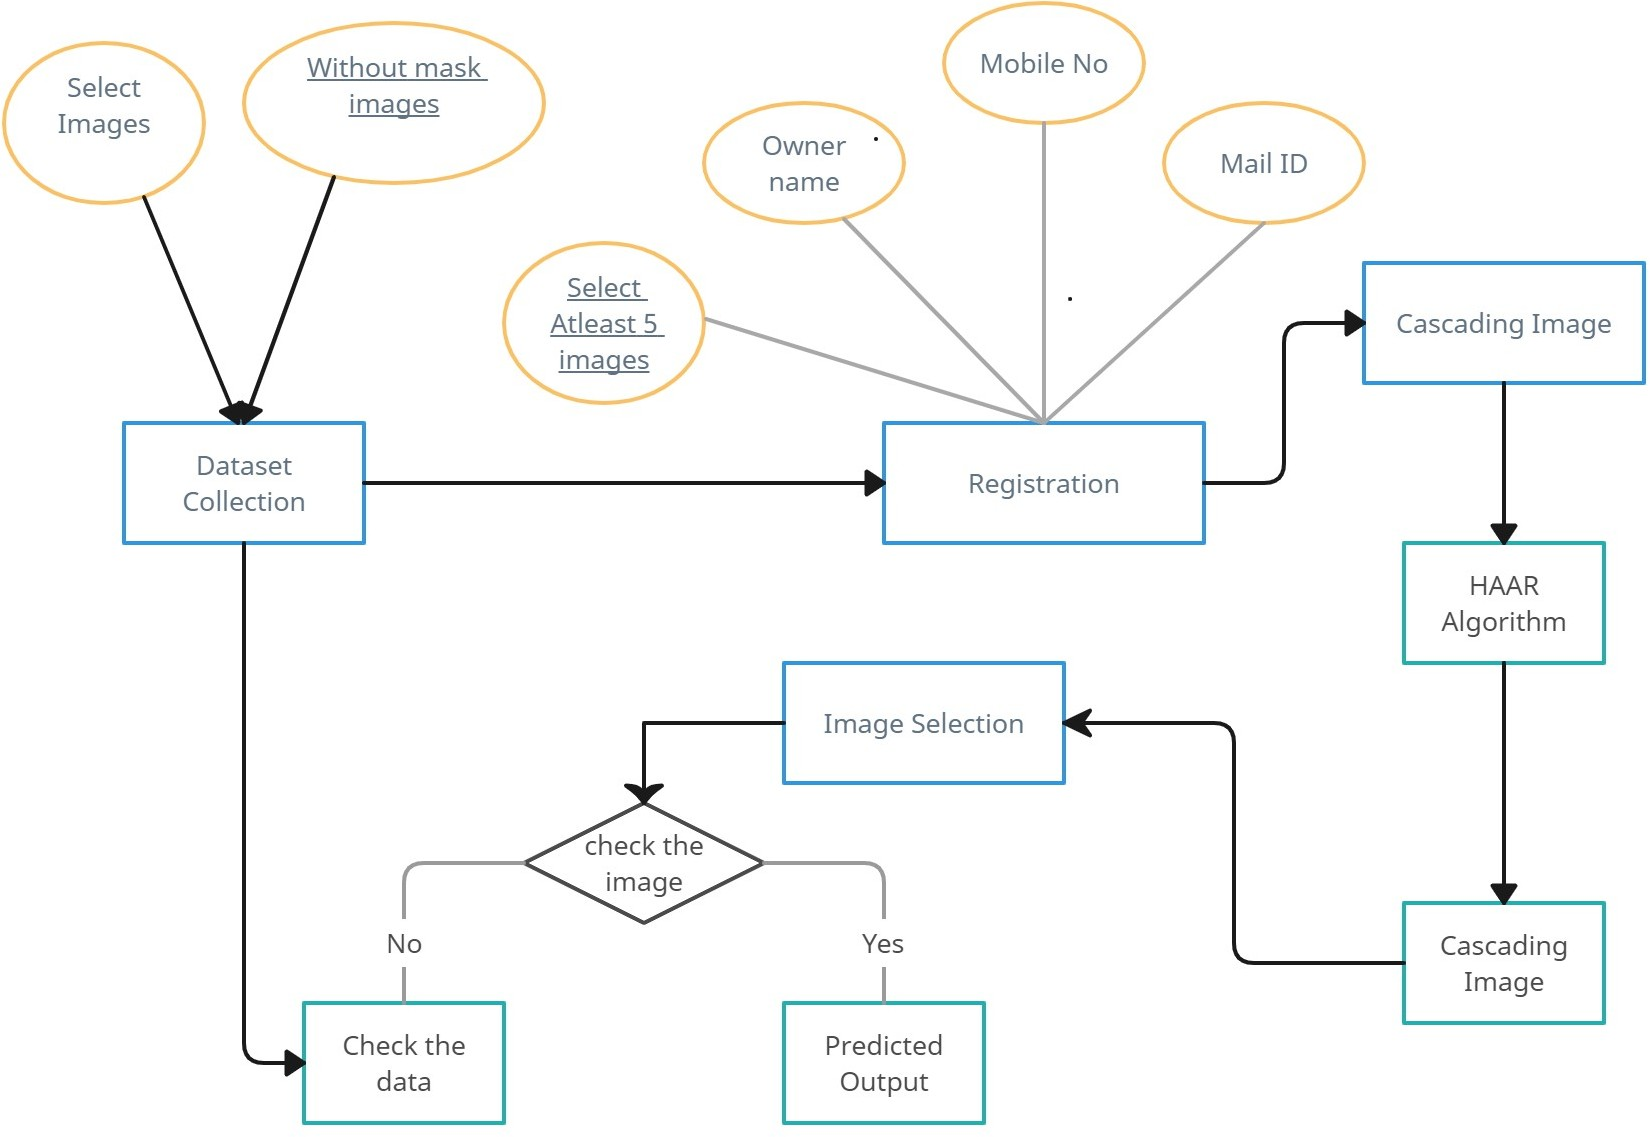 Select
Images
Without mask
images
Mobile No
Owner
name
Mail ID
Select
Atleast 5
images
Cascading Image
Dataset
Collection
Registration
HAAR
Algorithm
Image Selection
check the
image
No
Yes
Cascading
Image
Check the
data
Predicted
Output